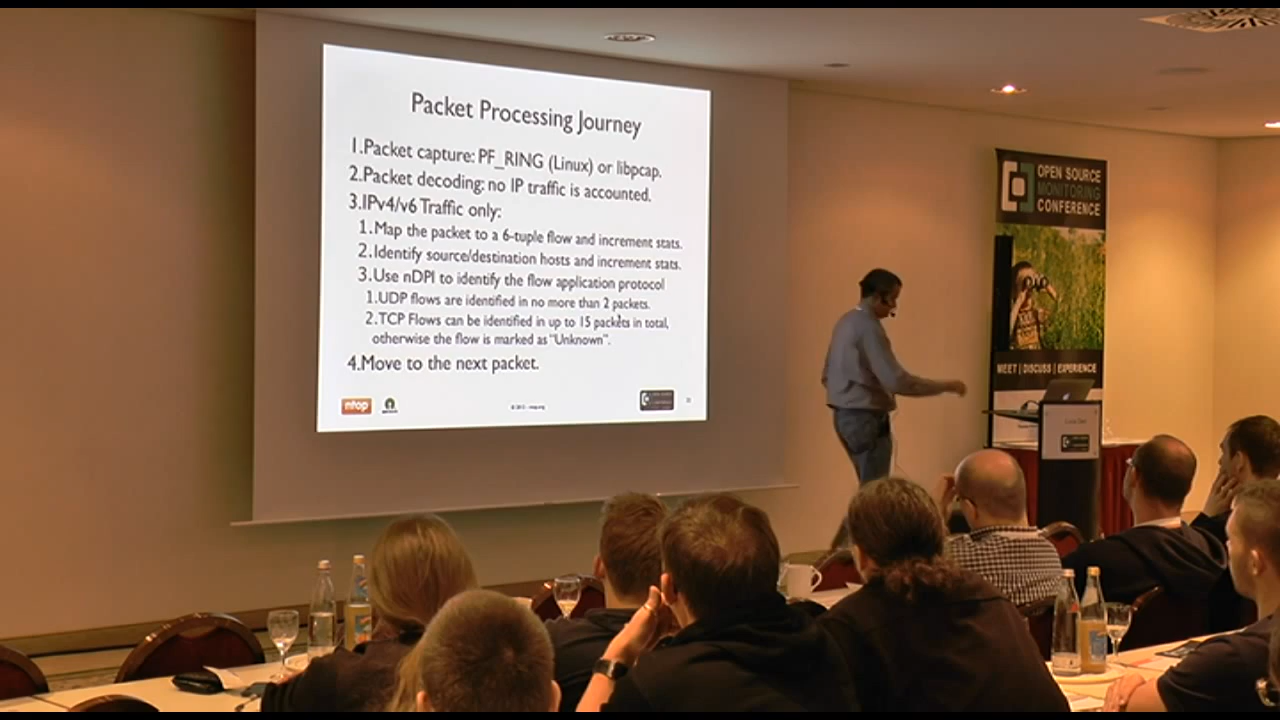 Packet Processing Journey
1.Packet capture: PF_RING (Linux) or libpcap.
2.Packet decoding: no IP traffic is accounted.
3.IPv4/v6 Traffic only:
1.Map the packet to a 6-tuple flow and increment stats.
2.Identify source/destination hosts and increment stats.
3.Use nDPI to identify the flow application protocol
1.UDP flows are identified in no more than 2 packets.
2.TCP Flows can be identified in up to 15 packets in total,
otherwise the flow is marked as "Unknown".
4.Move to the next packet.
ntop
OPEN SOURCE
MONITORING
CONFERENCE
MEET | DISCUSS | EXPERIENCE